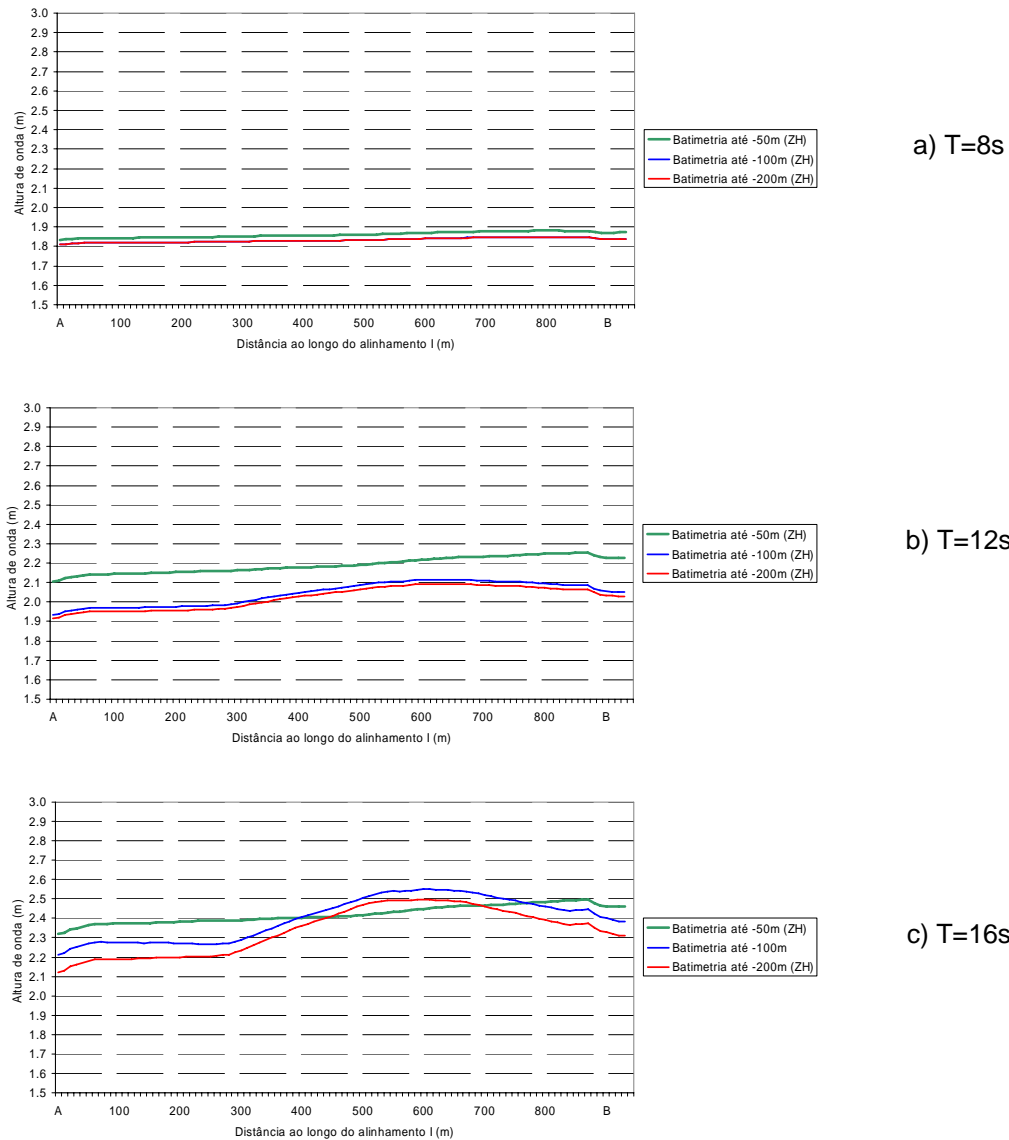 3.0
2.9
2.8
2.7
2.6
2.5
2.4
2.3
2.2
2.1
2.0
1.9
1.8
1.7
1.6
1.5
Altura de onda (m)
A 100 200 300 400 500 600 700 800 B
Distância ao longo do alinhamento I (m)
Batimetria até -50m (ZH)
Batimetria até -100m (ZH)
Batimetria até -200m (ZH)
a) T=8s
3.0
2.9
2.8
2.7
2.6
2.5
2.4
2.3
2.2
2.1
2.0
1.9
1.8
1.7
1.6
1.5
Altura de onda (m)
A 100 200 300 400 500 600 700 800 B
Distância ao longo do alinhamento I (m)
Batimetria até -50m (ZH)
Batimetria até -100m (ZH)
Batimetria até -200m (ZH)
b) T=12s
3.0
2.9
2.8
2.7
2.6
2.5
2.4
2.3
2.2
2.1
2.0
1.9
1.8
1.7
1.6
1.5
Altura de onda (m)
A 100 200 300 400 500 600 700 800 B
Distância ao longo do alinhamento I (m)
Batimetria até -50m (ZH)
Batimetria até -100m
Batimetria até -200m (ZH)
c) T=16s